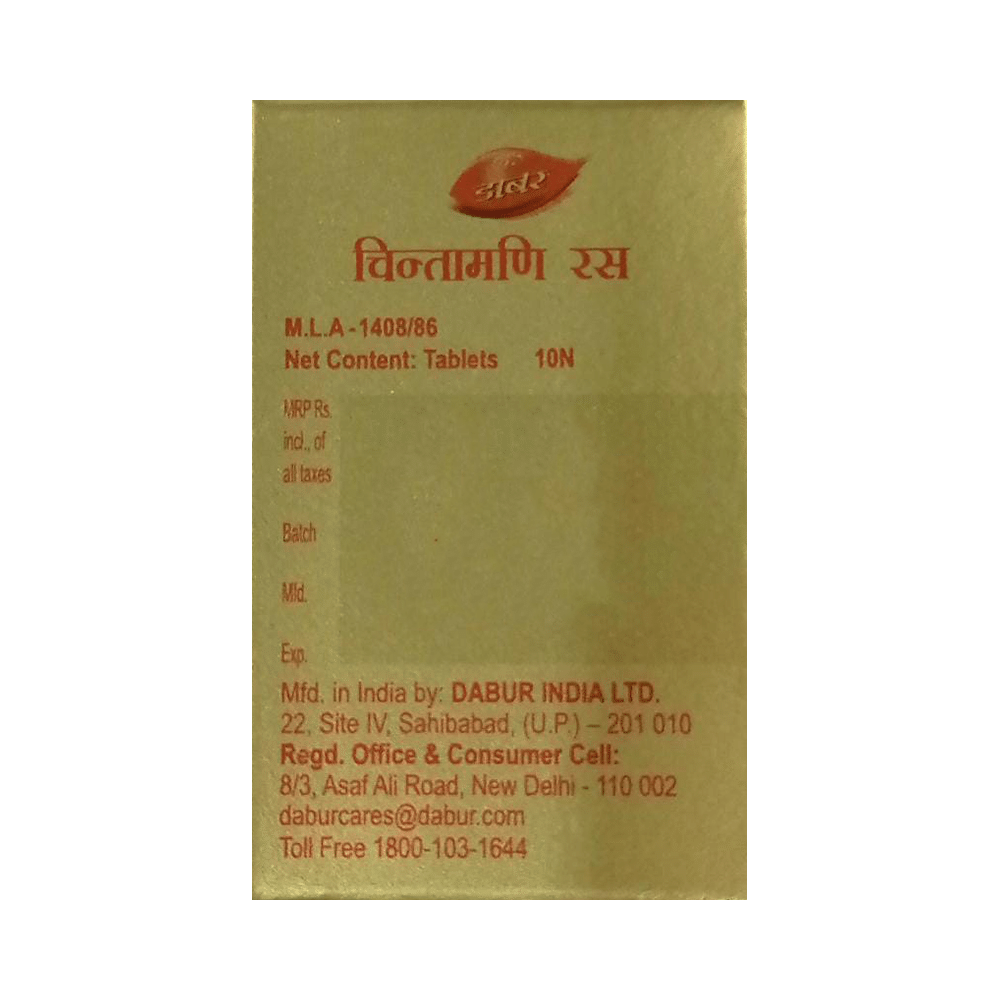 डाबर
चिन्तामणि रस
M.L.A - 1408/86
Net Content: Tablets 10N
MRP Rs.
incl., of
all taxes
Batch
Mfd.
Exp.
Mfd. in India by: DABUR INDIA LTD.
22, Site IV, Sahibabad, (U.P.) – 201 010
Regd. Office & Consumer Cell:
8/3, Asaf Ali Road, New Delhi - 110 002
daburcares@dabur.com
Toll Free 1800-103-1644